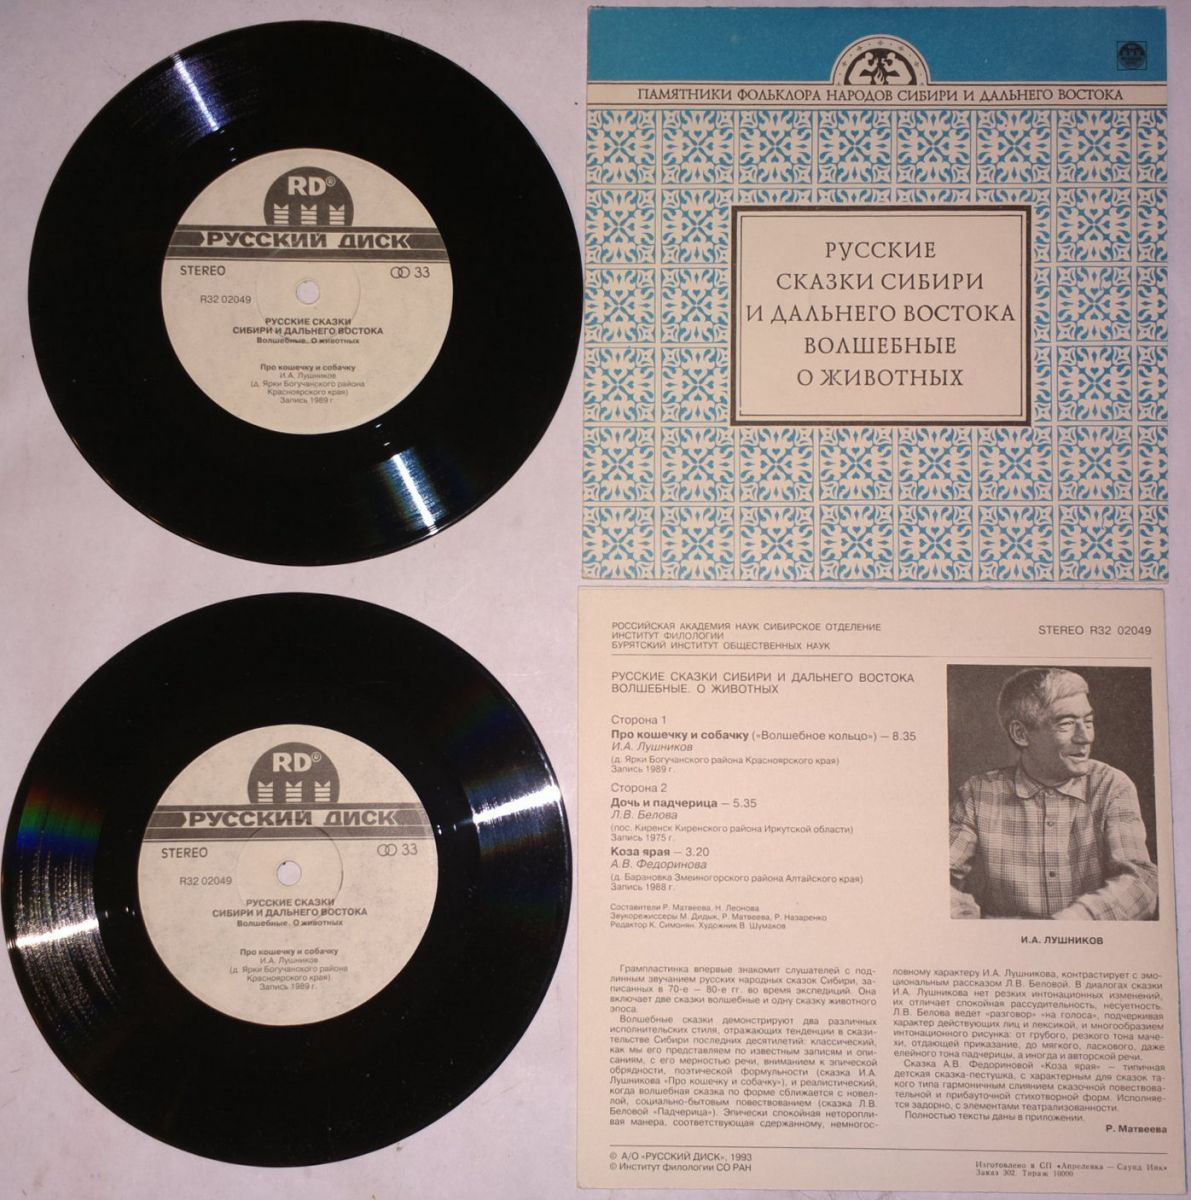 RD®
РУССКИЙ ДИСК
STEREO
33
R32 02049
РУССКИЕ СКАЗКИ
СИБИРИ И ДАЛЬНЕГО ВОСТОКА
Волшебные. О животных
Про кошечку и собачку
И.А. Лушников
(д. Ярки Богучанского района
Красноярского края)
Запись 1989 г.
ПАМЯТНИКИ ФОЛЬКЛОРА НАРОДОВ СИБИРИ И ДАЛЬНЕГО ВОСТОКА
РУССКИЕ
СКАЗКИ СИБИРИ
И ДАЛЬНЕГО ВОСТОКА
ВОЛШЕБНЫЕ
О ЖИВОТНЫХ
RD®
РУССКИЙ ДИСК
STEREO
33
R32 02049
РУССКИЕ СКАЗКИ
СИБИРИ И ДАЛЬНЕГО ВОСТОКА
Волшебные. О животных
Про кошечку и собачку
И.А. Лушников
(д. Ярки Богучанского района
Красноярского края)
Запись 1989 г.
РОССИЙСКАЯ АКАДЕМИЯ НАУК СИБИРСКОЕ ОТДЕЛЕНИЕ
ИНСТИТУТ ФИЛОЛОГИИ
БУРЯТСКИЙ ИНСТИТУТ ОБЩЕСТВЕННЫХ НАУК
STEREO R32 02049
РУССКИЕ СКАЗКИ СИБИРИ И ДАЛЬНЕГО ВОСТОКА
ВОЛШЕБНЫЕ. О ЖИВОТНЫХ
Сторона 1
Про кошечку и собачку («Волшебное кольцо») — 8.35
И.А. Лушников
(д. Ярки Богучанского района Красноярского края)
Запись 1989 г.
Сторона 2
Дочь и падчерица — 5.35
Л.В. Белова
(пос. Киренск Киренского района Иркутской области)
Запись 1975 г.
Коза ярая — 3.20
А.В. Федоринова
(д. Барановка Змеиногорского района Алтайского края)
Запись 1988 г.
Составители Р. Матвеева, Н. Леонова
Звукорежиссеры М. Дидык, Р. Матвеева, Р. Назаренко
Редактор К. Симонян. Художник В. Шумаков
И.А. ЛУШНИКОВ
Грампластинка впервые знакомит слушателей с под-
линным звучанием русских народных сказок Сибири, за-
писанных в 70-е — 80-е гг. во время экспедиций. Она
включает две сказки волшебные и одну сказку животного
эпоса.
Волшебные сказки демонстрируют два различных
исполнительских стиля, отражающих тенденции в скази-
тельстве Сибири последних десятилетий: классический,
как мы его представляем по известным записям и опи-
саниям, с его мерностью речи, вниманием к эпической
обрядности, поэтической формульности (сказка И.А.
Лушникова «Про кошечку и собачку»), и реалистический,
когда волшебная сказка по форме сближается с новел-
лой, социально-бытовым повествованием (сказка Л.В.
Беловой «Падчерица»). Эпически спокойная неторопли-
вая манера, соответствующая сдержанному, немногос-
ловному характеру И.А. Лушникова, контрастирует с эмо-
циональным рассказом Л.В. Беловой. В диалогах сказки
И.А. Лушникова нет резких интонационных изменений,
их отличает спокойная рассудительность, несуетность.
Л.В. Белова ведет «разговор» «на голоса», подчеркивая
характер действующих лиц и лексикой, и многообразием
интонационного рисунка: от грубого, резкого тона маче-
хи, отдающей приказание, до мягкого, ласкового, даже
елейного тона падчерицы, а иногда и авторской речи.
Сказка А.В. Федориновой «Коза ярая» — типичная
детская сказка-пестушка, с характерным для сказок та-
кого типа гармоничным слиянием сказочной повествова-
тельной и прибауточной стихотворной форм. Исполняе-
тся задорно, с элементами театрализованности.
Полностью тексты даны в приложении.
Р. Матвеева
© А/О «РУССКИЙ ДИСК», 1993
© Институт филологии СО РАН
Изготовлено в СП «Апрелевка — Саунд Инк»
Заказ 302. Тираж 10000